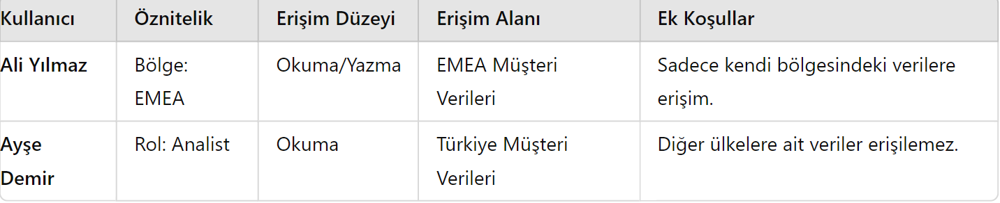 Kullanıcı Öznitelik Erişim Düzeyi Erişim Alanı Ek Koşullar
Ali Yılmaz Bölge: Okuma/Yazma EMEA Müşteri Sadece kendi bölgesindeki verilere
EMEA Verileri erişim.
Ayşe Rol: Analist Okuma Türkiye Müşteri Diğer ülkelere ait veriler erişilemez.
Demir Verileri